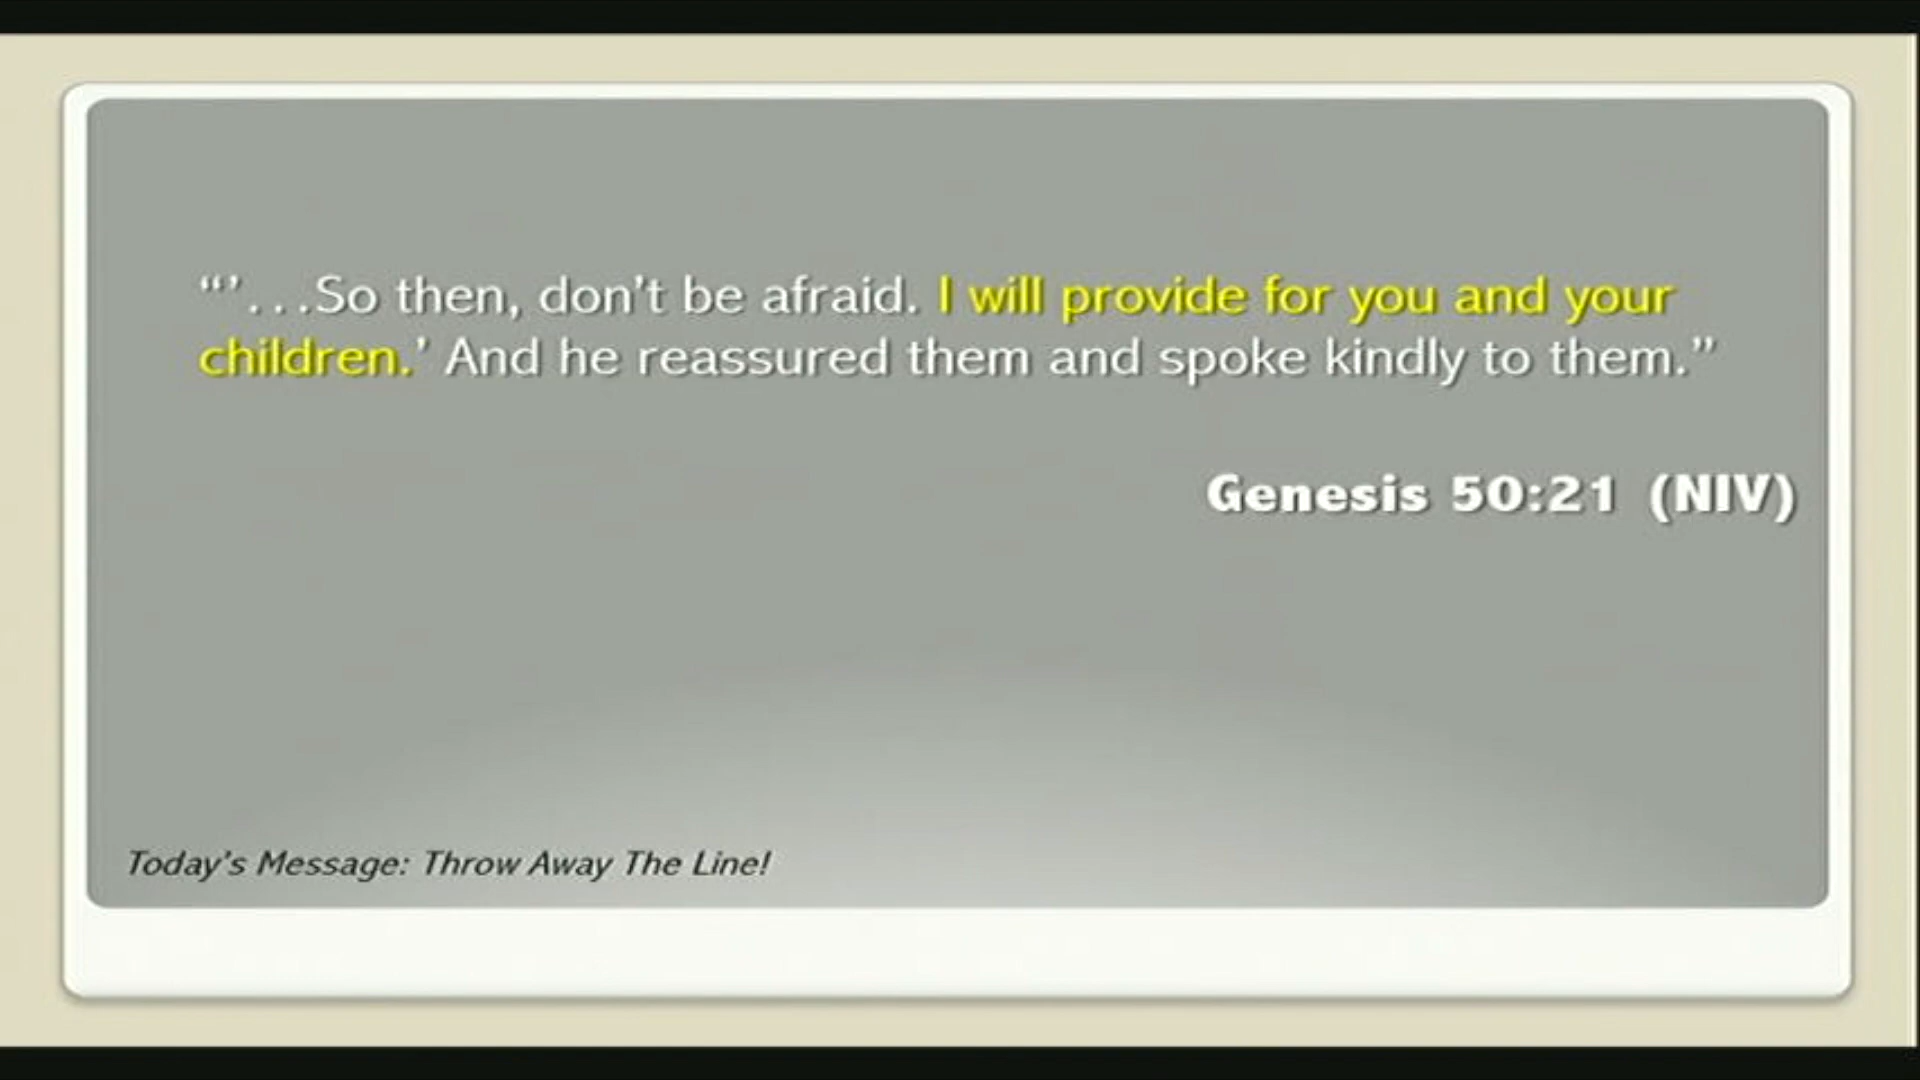 “’...So then, don’t be afraid. I will provide for you and your
children.’ And he reassured them and spoke kindly to them.”
Genesis 50:21 (NIV)
Today’s Message: Throw Away The Line!